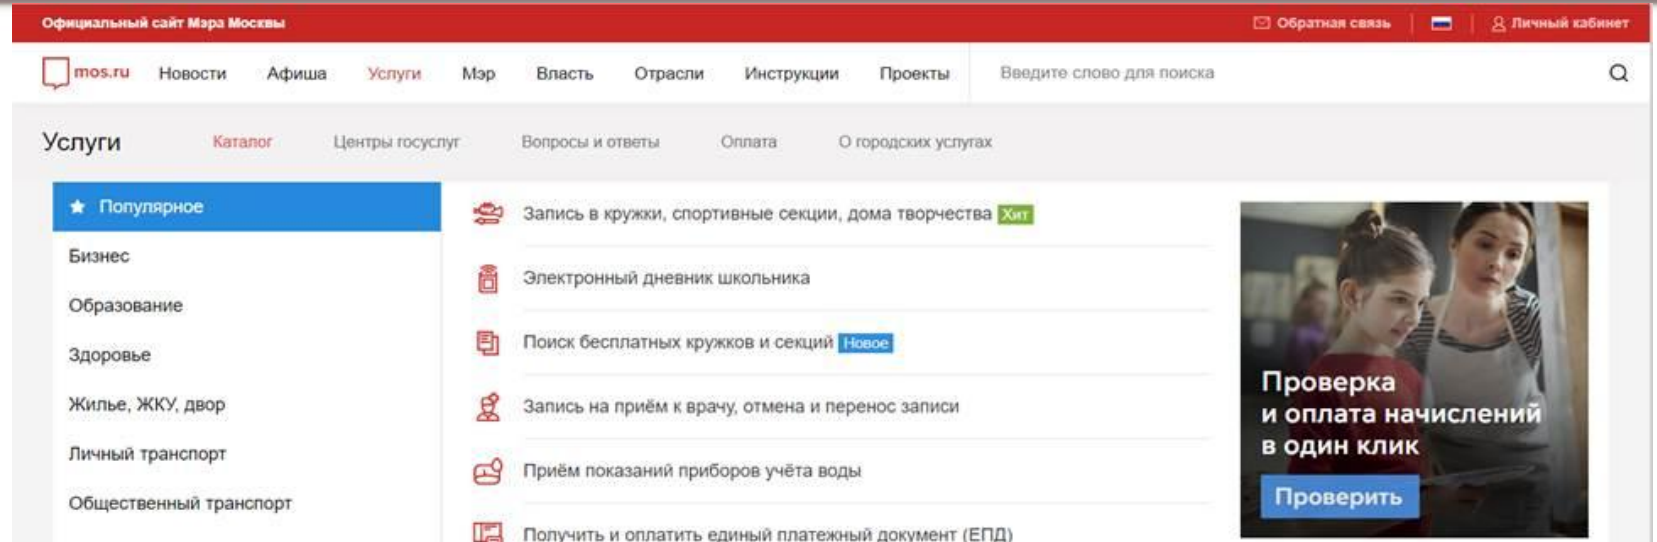 Официальный сайт Мэра Москвы
Обратная связь
Личный кабинет
mos.ru
Новости
Афиша
Услуги
Мэр
Власть
Отрасли
Инструкции
Проекты
Введите слово для поиска
Услуги
Каталог
Центры госуслуг
Вопросы и ответы
Оплата
О городских услугах
Популярное
Бизнес
Образование
Здоровье
Жилье, ЖКУ, двор
Личный транспорт
Общественный транспорт
Запись в кружки, спортивные секции, дома творчества Хит
Электронный дневник школьника
Поиск бесплатных кружков и секций Новое
Запись на приём к врачу, отмена и перенос записи
Приём показаний приборов учёта воды
Получить и оплатить единый платежный документ (ЕПД)
Проверка
и оплата начислений
в один клик
Проверить